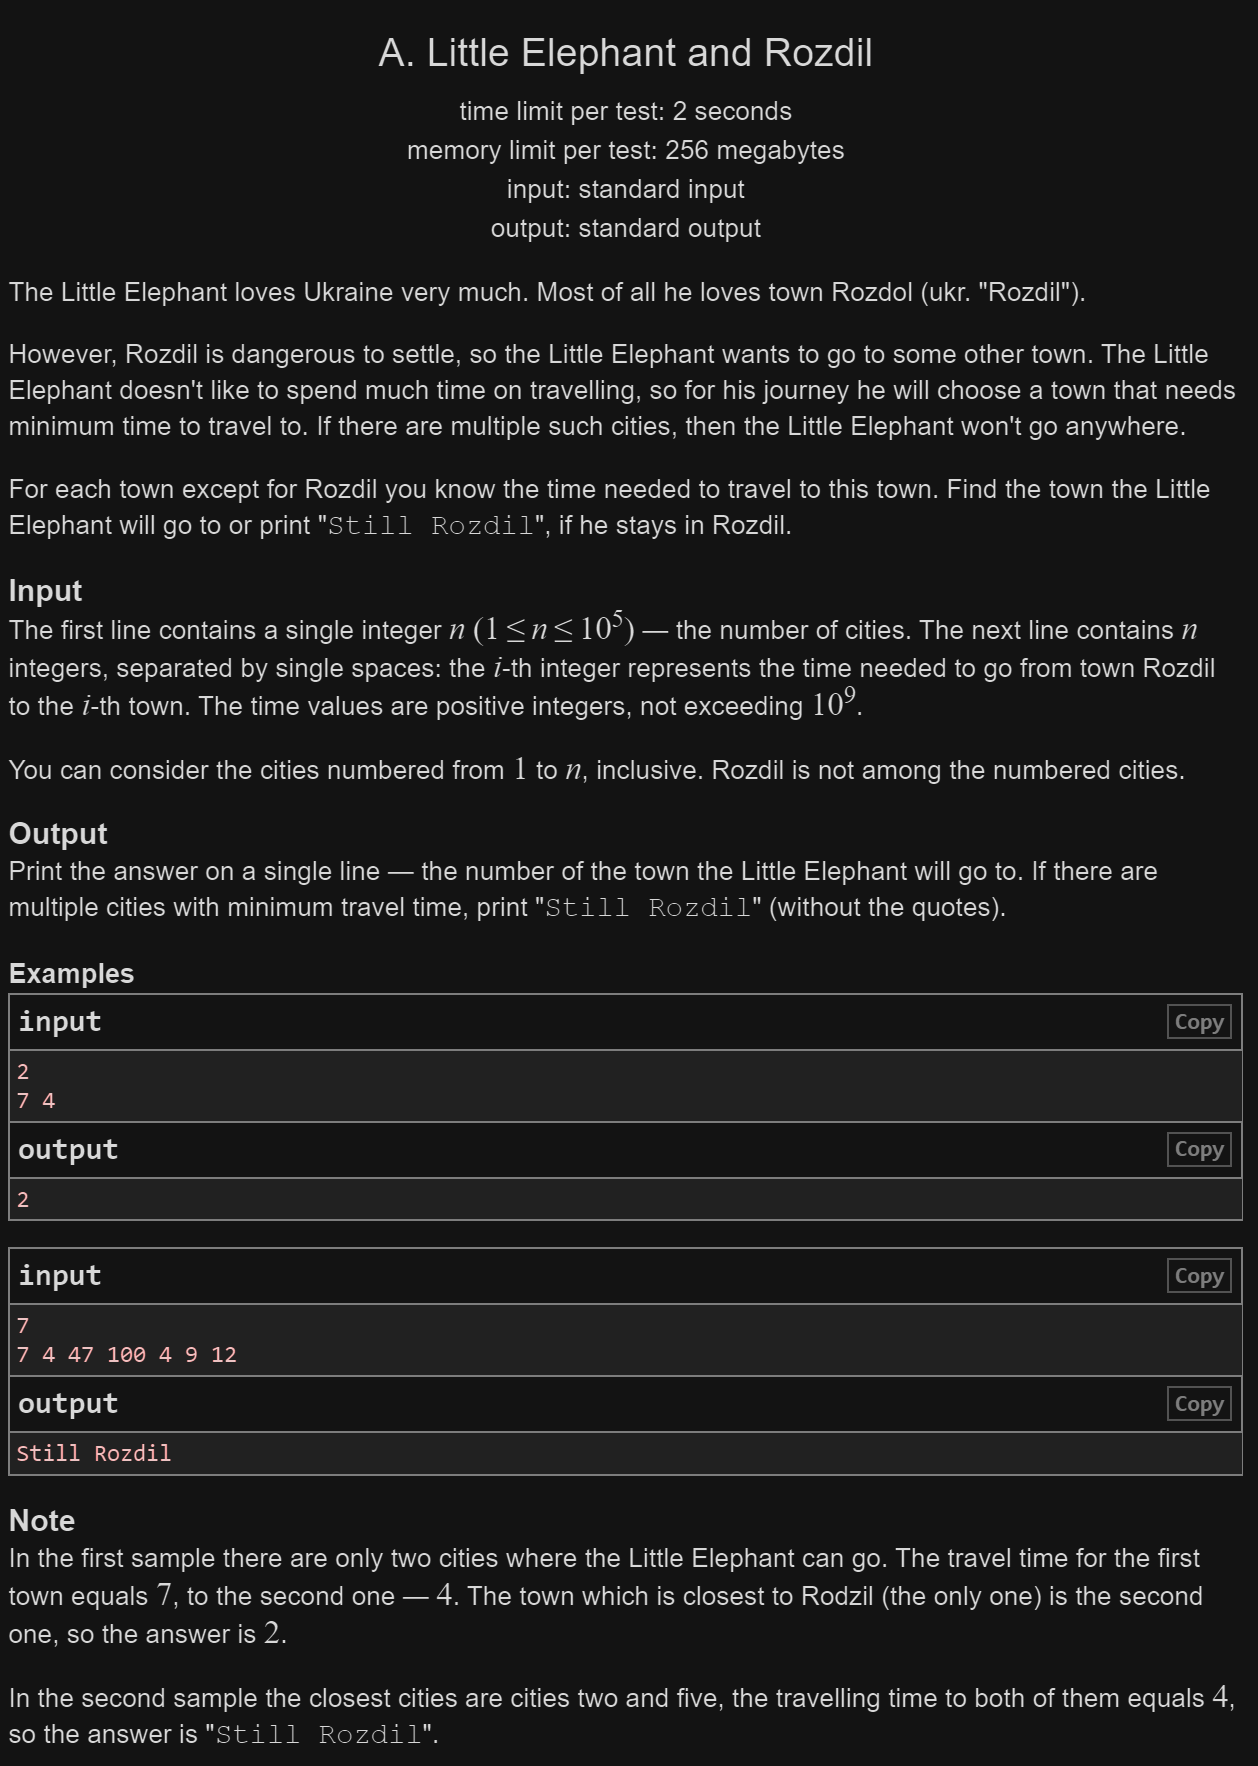 A. Little Elephant and Rozdil
time limit per test: 2 seconds
memory limit per test: 256 megabytes
input: standard input
output: standard output
The Little Elephant loves Ukraine very much. Most of all he loves town Rozdol (ukr. "Rozdil").
However, Rozdil is dangerous to settle, so the Little Elephant wants to go to some other town. The Little
Elephant doesn't like to spend much time on travelling, so for his journey he will choose a town that needs
minimum time to travel to. If there are multiple such cities, then the Little Elephant won't go anywhere.
For each town except for Rozdil you know the time needed to travel to this town. Find the town the Little
Elephant will go to or print "Still Rozdil", if he stays in Rozdil.
Input
The first line contains a single integer n (1 ≤ n ≤ 10⁵) — the number of cities. The next line contains n
integers, separated by single spaces: the i-th integer represents the time needed to go from town Rozdil
to the i-th town. The time values are positive integers, not exceeding 10⁹.
You can consider the cities numbered from 1 to n, inclusive. Rozdil is not among the numbered cities.
Output
Print the answer on a single line — the number of the town the Little Elephant will go to. If there are
multiple cities with minimum travel time, print "Still Rozdil" (without the quotes).
Examples
input Copy
2
7 4
output Copy
2
input Copy
7
7 4 47 100 4 9 12
output Copy
Still Rozdil
Note
In the first sample there are only two cities where the Little Elephant can go. The travel time for the first
town equals 7, to the second one — 4. The town which is closest to Rodzil (the only one) is the second
one, so the answer is 2.
In the second sample the closest cities are cities two and five, the travelling time to both of them equals 4,
so the answer is "Still Rozdil".